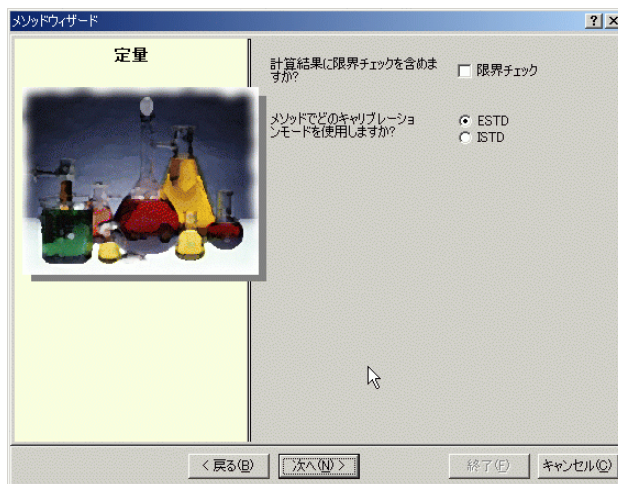 メソッドウィザード
定量
計算結果に限界チェックを含めま
すか?
限界チェック
メソッドでどのキャリブレーショ
ンモードを使用しますか?
ESTD
ISTD
< 戻る(B)
次へ(N) >
終了(F)
キャンセル(C)